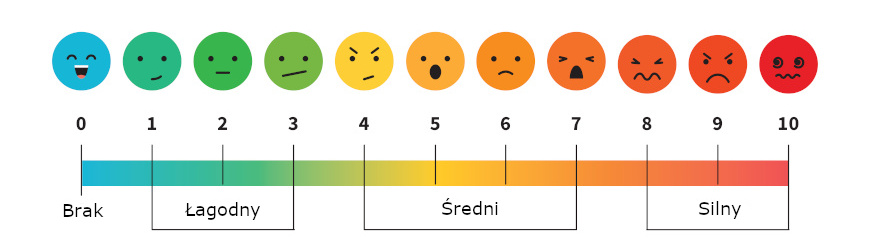 0 1 2 3 4 5 6 7 8 9 10
Brak Łagodny Średni Silny